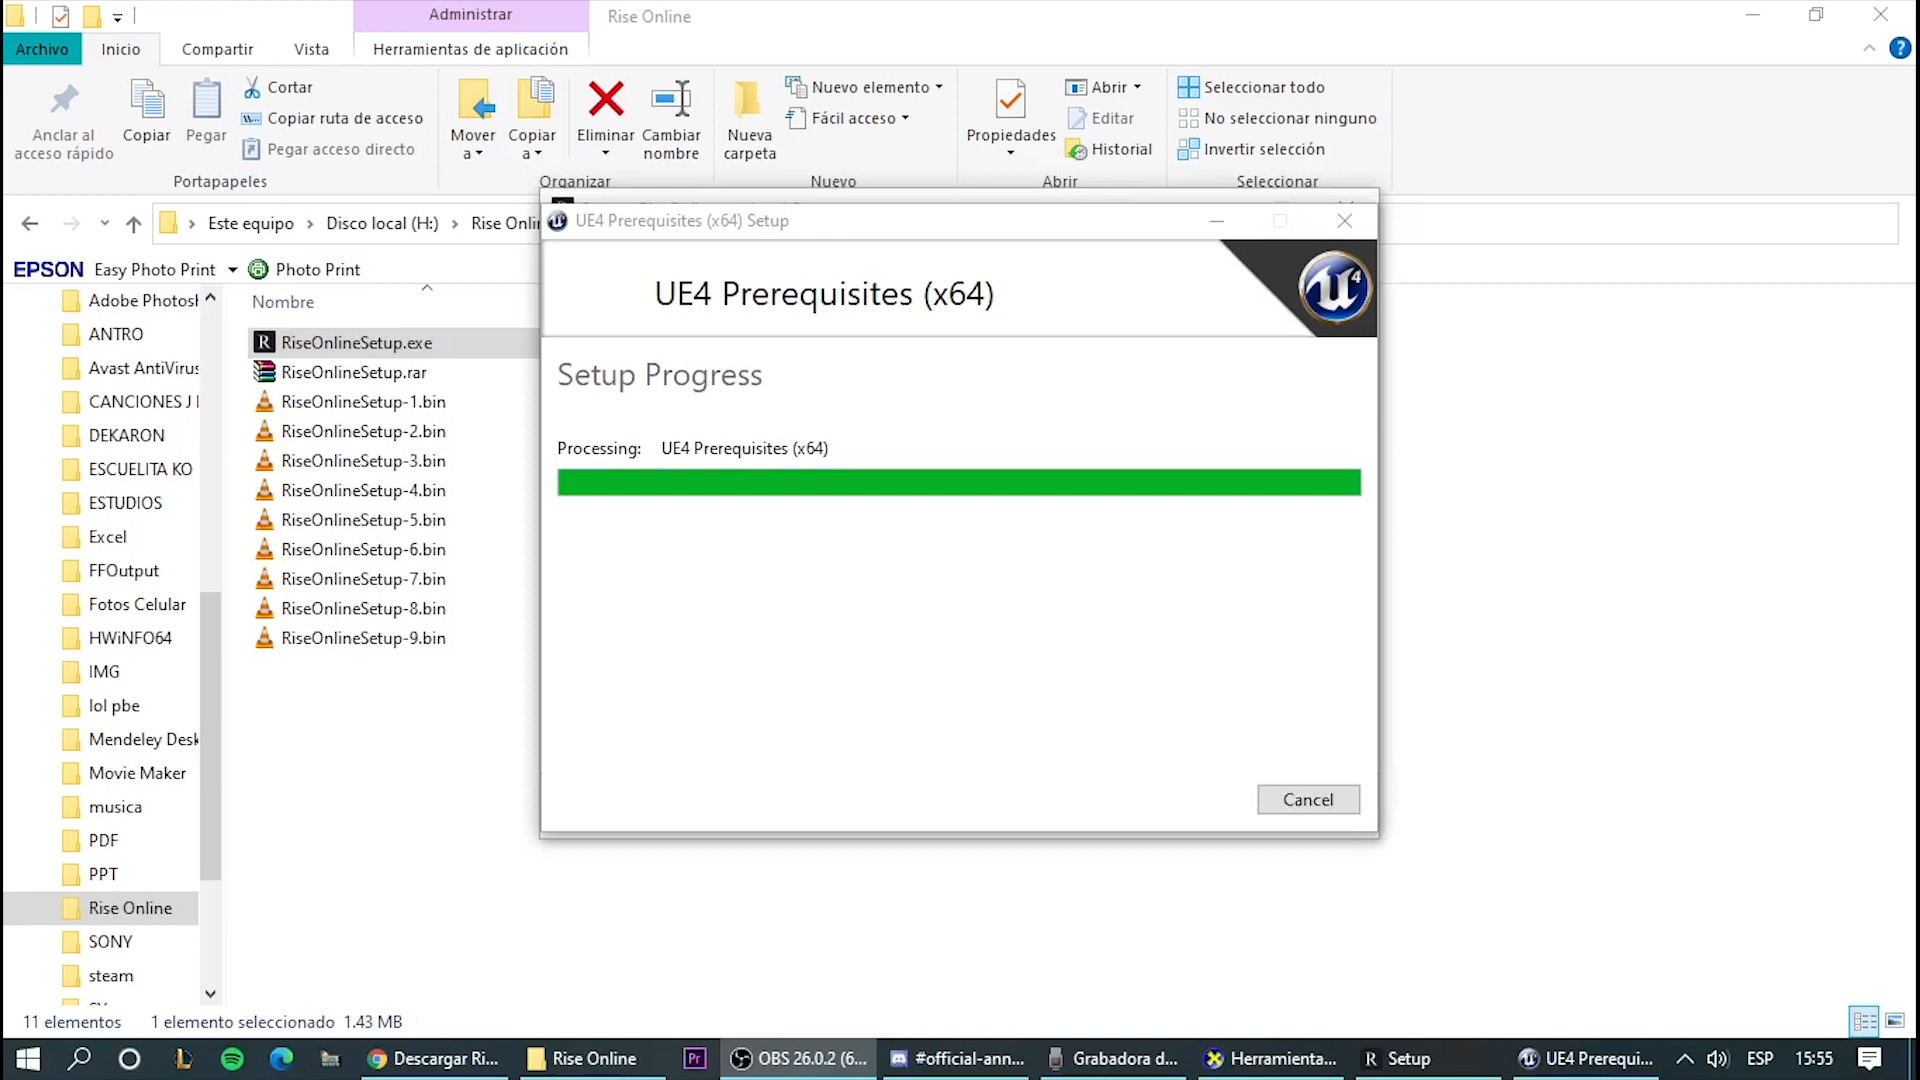 Administrar
Rise Online
Archivo
Inicio
Compartir
Vista
Herramientas de aplicación
Anclar al
acceso rápido
Copiar
Pegar
Cortar
Copiar ruta de acceso
Pegar acceso directo
Portapapeles
Mover
a
Copiar
a
Eliminar
Cambiar
nombre
Organizar
Nueva
carpeta
Nuevo elemento
Fácil acceso
Nuevo
Propiedades
Abrir
Editar
Historial
Abrir
Seleccionar todo
No seleccionar ninguno
Invertir selección
Seleccionar
Este equipo
Disco local (H:)
Rise Onlin
EPSON
Easy Photo Print
Photo Print
Adobe Photosh
ANTRO
Avast AntiVirus
CANCIONES J
DEKARON
ESCUELITA KO
ESTUDIOS
Excel
FFOutput
Fotos Celular
HWiNFO64
IMG
lol pbe
Mendeley Desk
Movie Maker
musica
PDF
PPT
Rise Online
SONY
steam
Nombre
RiseOnlineSetup.exe
RiseOnlineSetup.rar
RiseOnlineSetup-1.bin
RiseOnlineSetup-2.bin
RiseOnlineSetup-3.bin
RiseOnlineSetup-4.bin
RiseOnlineSetup-5.bin
RiseOnlineSetup-6.bin
RiseOnlineSetup-7.bin
RiseOnlineSetup-8.bin
RiseOnlineSetup-9.bin
UE4 Prerequisites (x64) Setup
UE4 Prerequisites (x64)
Setup Progress
Processing: UE4 Prerequisites (x64)
Cancel
11 elementos
1 elemento seleccionado 1.43 MB
Descargar Ri...
Rise Online
Pr
OBS 26.0.2 (6...
#official-ann...
Grabadora d...
Herramienta...
R Setup
UE4 Prerequi...
ESP
15:55